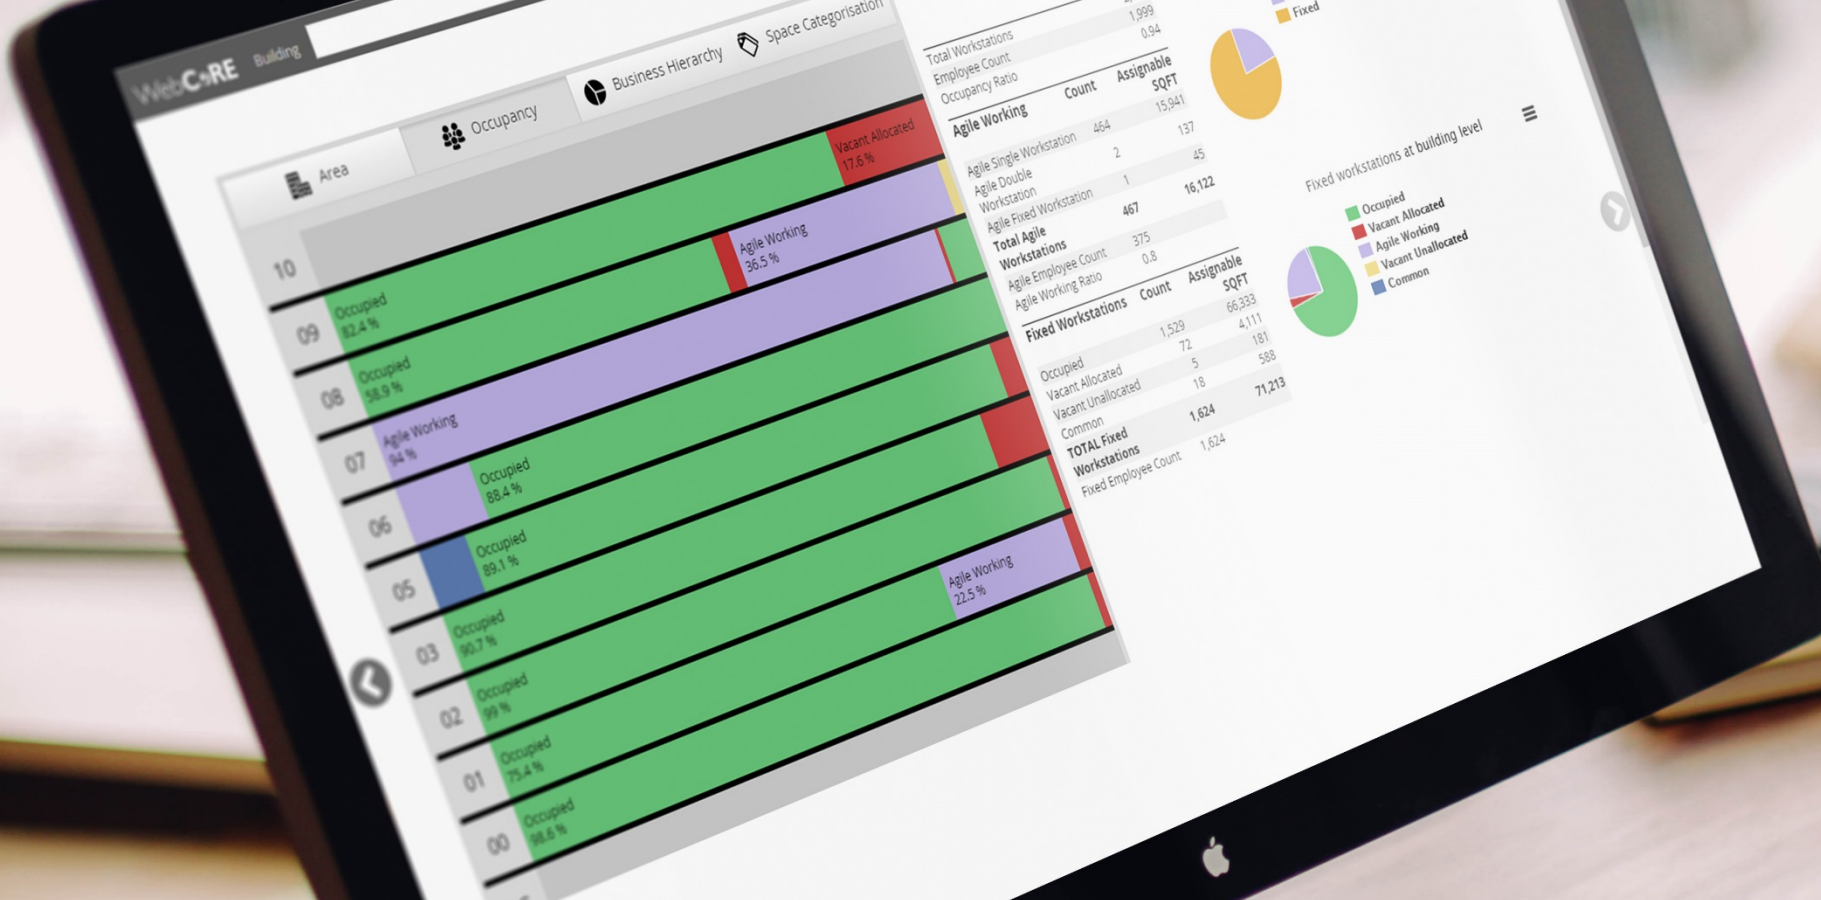 WebCoRE
Building
Area
Occupancy
Business Hierarchy
Space Categorisation
10
09
Occupied
82.4 %
Vacant Allocated
17.6 %
08
Occupied
58.9 %
Agile Working
36.5 %
07
Agile Working
94 %
06
Occupied
88.4 %
05
Occupied
89.1 %
03
Occupied
90.7 %
02
Occupied
99 %
01
Occupied
75.4 %
Agile Working
22.5 %
00
Occupied
98.6 %
Total Workstations
Employee Count 1,999
Occupancy Ratio 0.94
Agile Working Count Assignable
SQFT
Agile Single Workstation 464 15,941
Agile Double
Workstation 2 137
Agile Fixed Workstation 1 45
Total Agile
Workstations 467 16,122
Agile Employee Count 375
Agile Working Ratio 0.8
Fixed Workstations Count Assignable
SQFT
Occupied 1,529 66,333
Vacant Allocated 72 4,111
Vacant Unallocated 5 181
Common 18 588
TOTAL Fixed
Workstations 1,624 71,213
Fixed Employee Count 1,624
Fixed
Fixed workstations at building level
Occupied
Vacant Allocated
Agile Working
Vacant Unallocated
Common